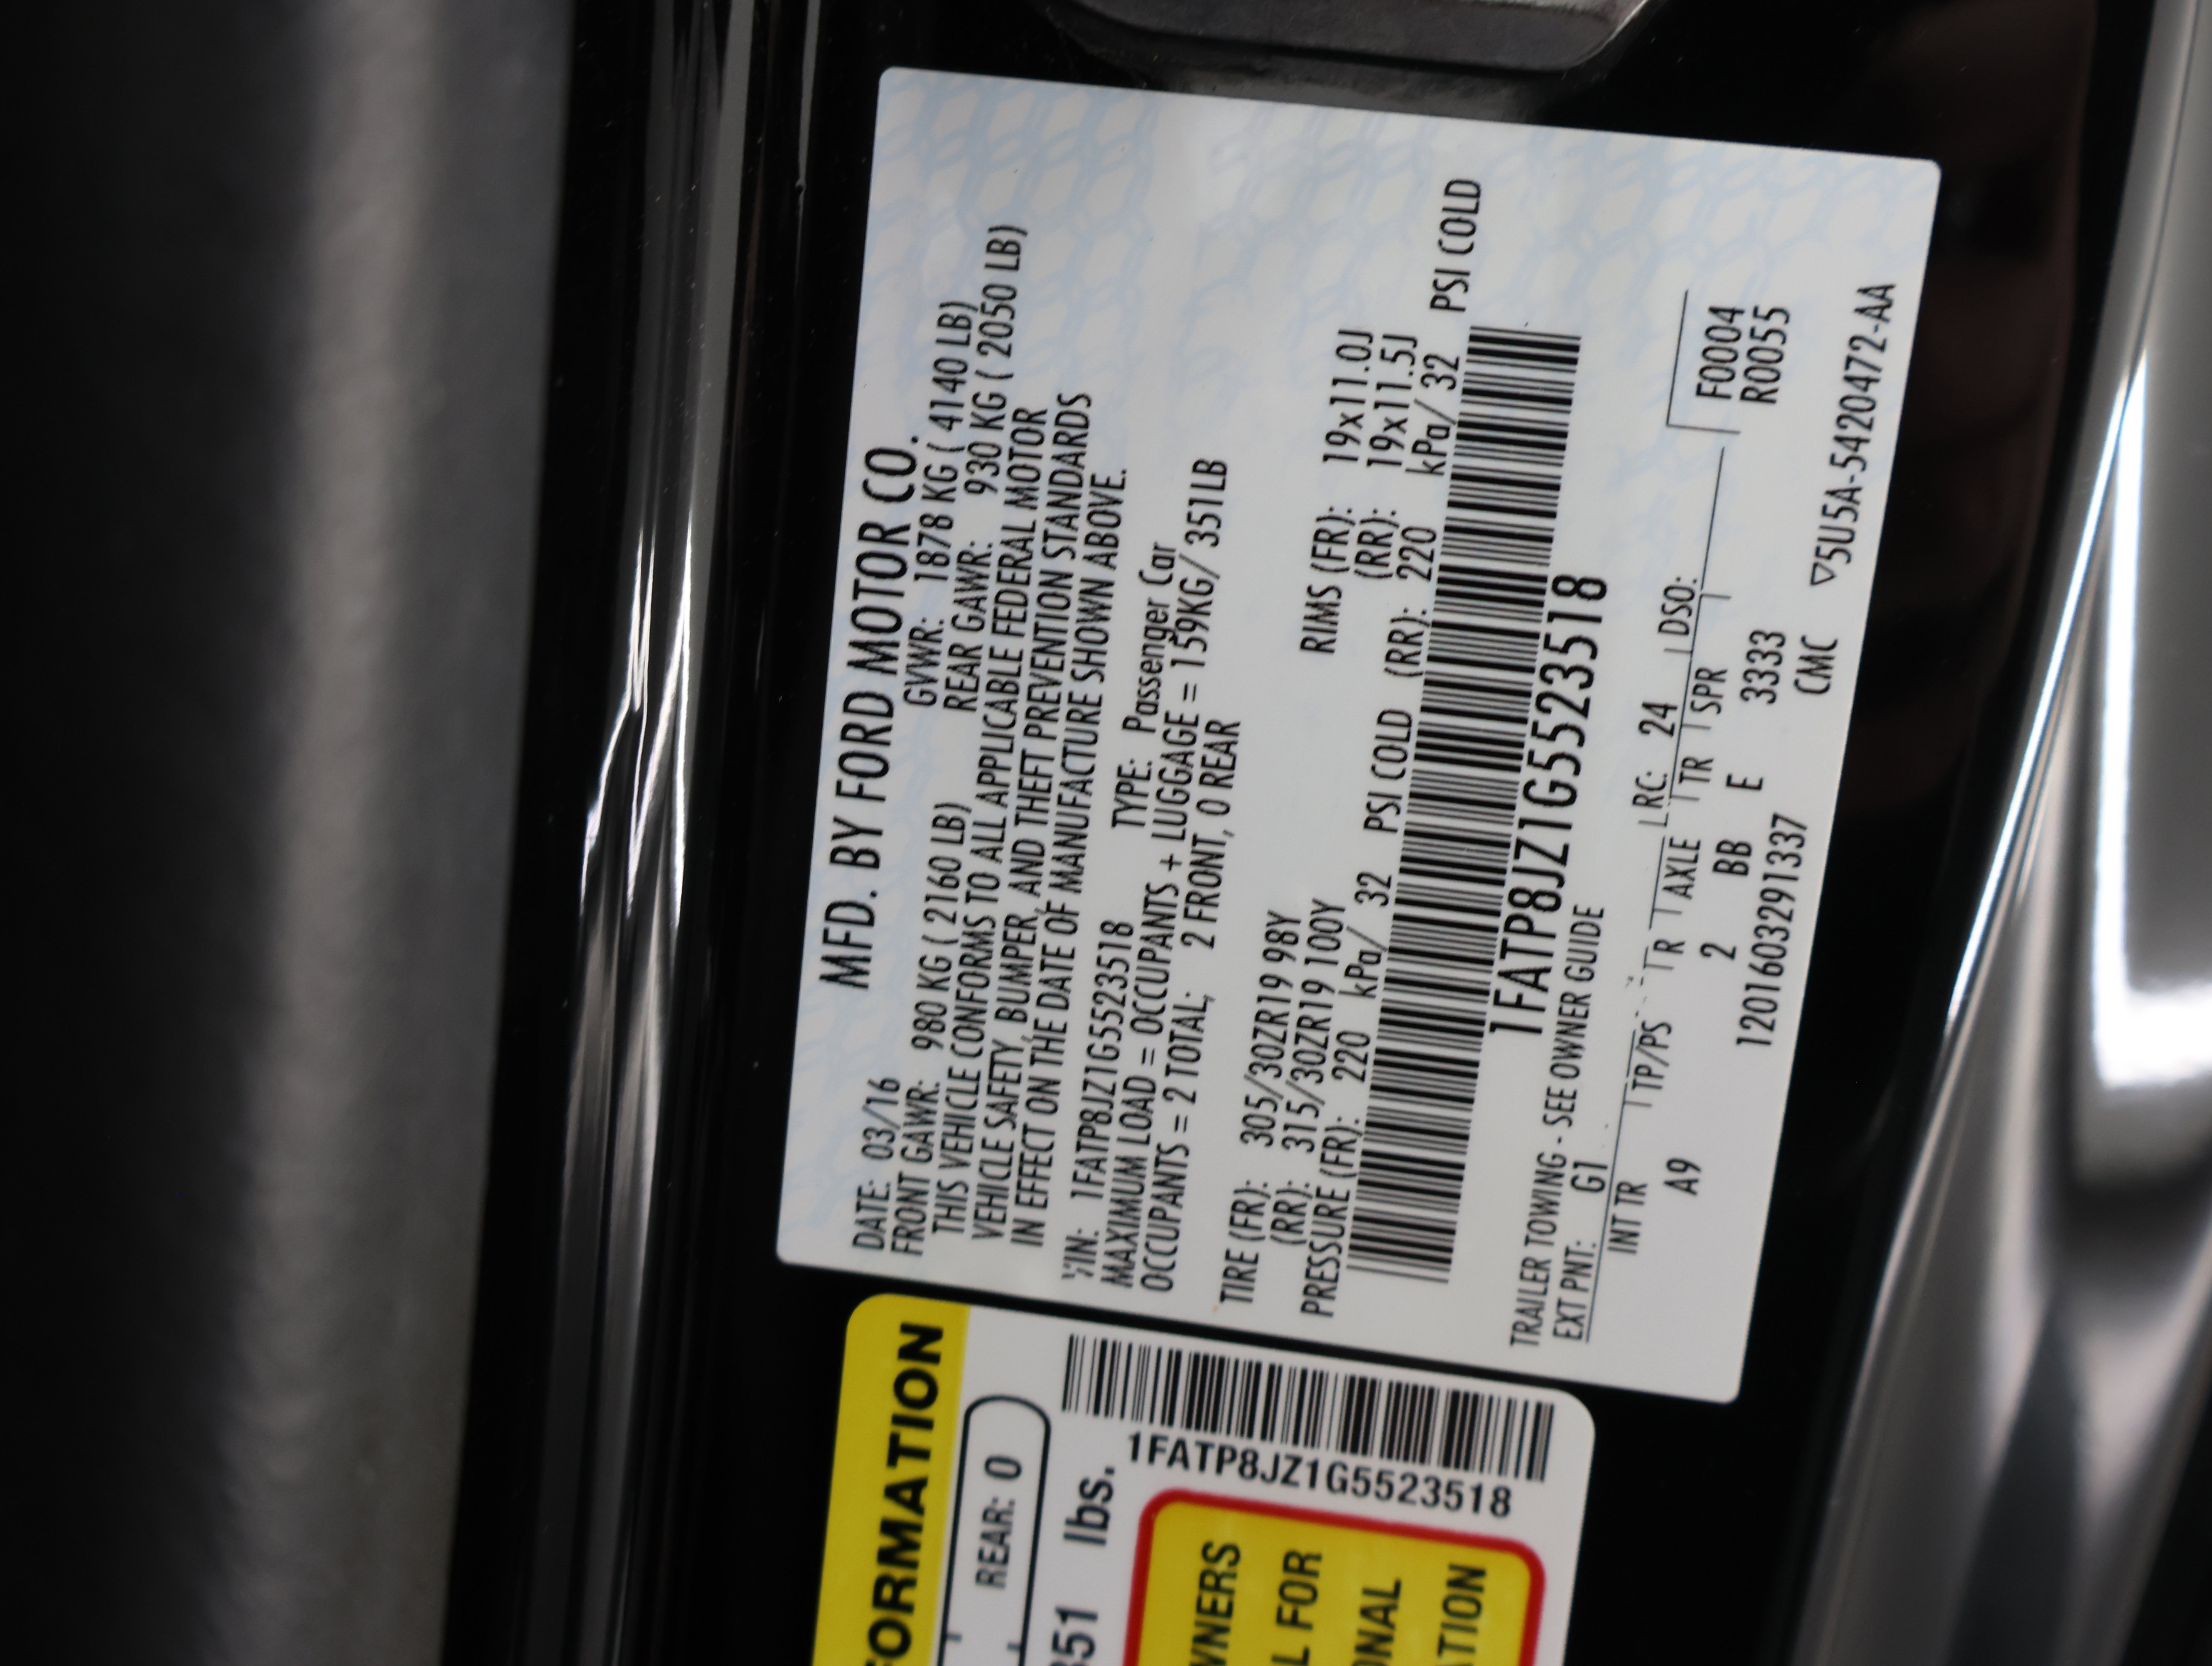 MFD. BY FORD MOTOR CO.
DATE: 03/16 GVWR: 1878 KG ( 4140 LB)
FRONT GAWR: 980 KG ( 2160 LB) REAR GAWR: 930 KG ( 2050 LB)
THIS VEHICLE CONFORMS TO ALL APPLICABLE FEDERAL MOTOR
VEHICLE SAFETY, BUMPER, AND THEFT PREVENTION STANDARDS
IN EFFECT ON THE DATE OF MANUFACTURE SHOWN ABOVE.
VIN: 1FATP8JZ1G5523518 TYPE: Passenger Car
MAXIMUM LOAD = OCCUPANTS + LUGGAGE = 159KG/ 351LB
OCCUPANTS = 2 TOTAL; 2 FRONT, 0 REAR
TIRE (FR): 305/30ZR19 98Y RIMS (FR): 19x11.0J
(RR): 315/30ZR19 100Y (RR): 19x11.5J
PRESSURE (FR): 220 kPa/ 32 PSI COLD (RR): 220 kPa/ 32 PSI COLD
1FATP8JZ1G5523518
TRAILER TOWING - SEE OWNER GUIDE
EXT PNT: G1 RC: 24 DSO:
INT TR TP/PS R AXLE TR SPR F0004
A9 2 BB E 3333 R0055
1201603291337 CMC
▽5U5A-5420472-AA
FORMATION
REAR: 0
351 lbs.
1FATP8JZ1G5523518
WNERS
L FOR
ONAL
ATION